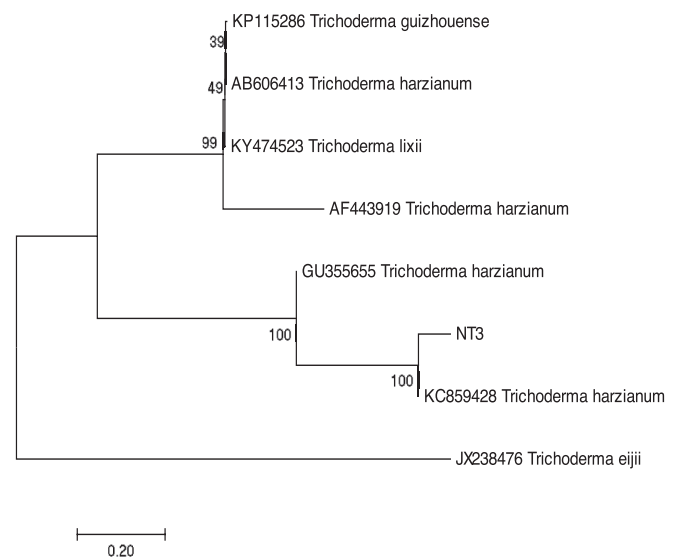 KP115286 Trichoderma guizhouense
39
49
AB606413 Trichoderma harzianum
99
KY474523 Trichoderma lixii
AF443919 Trichoderma harzianum
GU355655 Trichoderma harzianum
100
NT3
100
KC859428 Trichoderma harzianum
JX238476 Trichoderma eijii
0.20